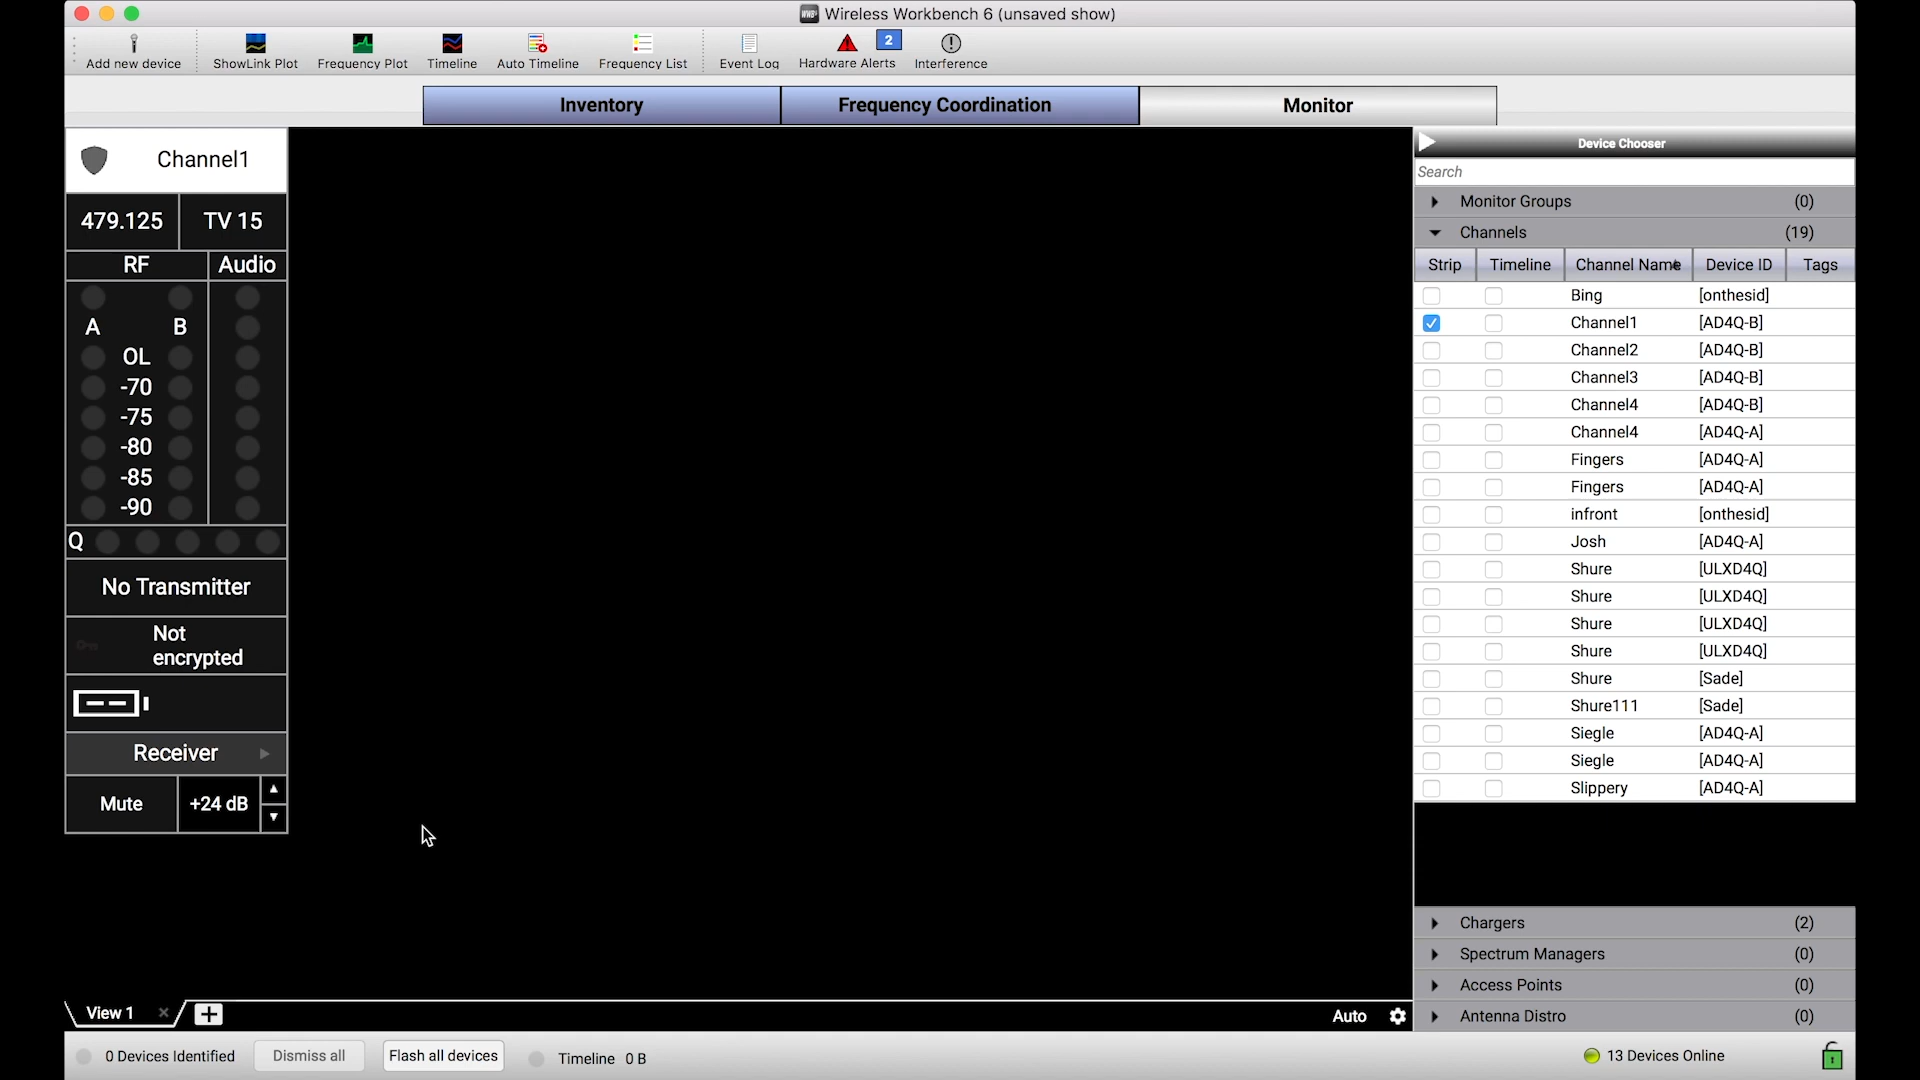 Wireless Workbench 6 (unsaved show)
Add new device
ShowLink Plot
Frequency Plot
Timeline
Auto Timeline
Frequency List
Event Log
Hardware Alerts
2
Interference
Inventory
Frequency Coordination
Monitor
Channel1
479.125
TV 15
RF
Audio
A
B
OL
-70
-75
-80
-85
-90
Q
No Transmitter
Not
encrypted
Receiver
Mute
+24 dB
Device Chooser
Search
Monitor Groups (0)
Channels (19)
Strip Timeline Channel Name Device ID Tags
Bing [onthesid]
Channel1 [AD4Q-B]
Channel2 [AD4Q-B]
Channel3 [AD4Q-B]
Channel4 [AD4Q-B]
Channel4 [AD4Q-A]
Fingers [AD4Q-A]
Fingers [AD4Q-A]
infront [onthesid]
Josh [AD4Q-A]
Shure [ULXD4Q]
Shure [ULXD4Q]
Shure [ULXD4Q]
Shure [ULXD4Q]
Shure [Sade]
Shure111 [Sade]
Siegle [AD4Q-A]
Siegle [AD4Q-A]
Slippery [AD4Q-A]
Chargers (2)
Spectrum Managers (0)
Access Points (0)
Antenna Distro (0)
View 1
Auto
0 Devices Identified
Dismiss all
Flash all devices
Timeline 0 B
13 Devices Online